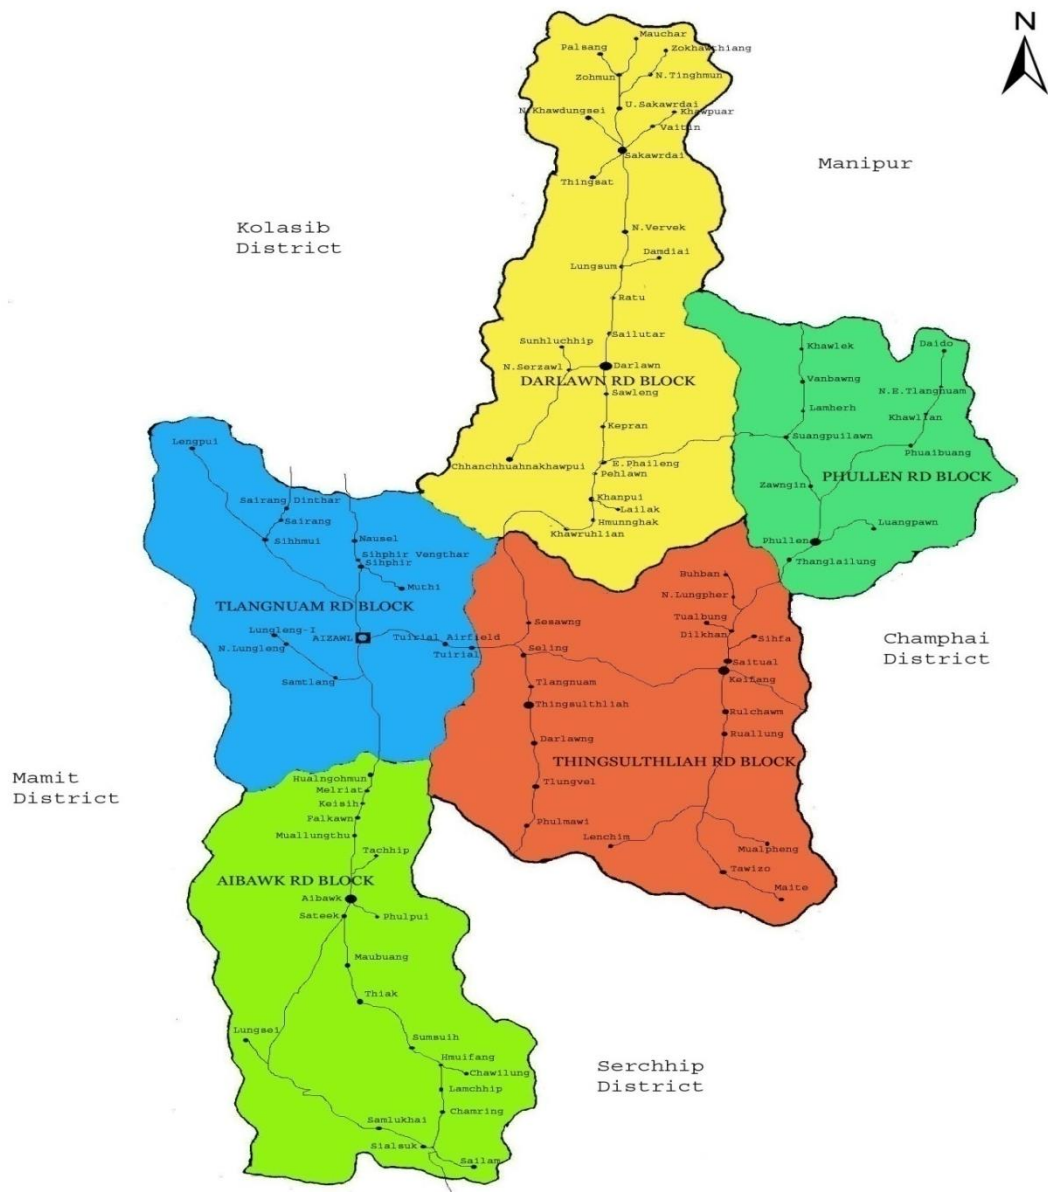 N
Mauchar
Palsang
Zokhawthiang
Zohmun
N.Tinghmun
U.Sakawrdai
N.Khawdungsei
Khawpuar
Vaitin
Sakawrdai
Manipur
Thingsat
Kolasib
District
N.Vervek
Damdiai
Lungsum
Ratu
Sailutar
Sunhluchhip
Khawlek
Daido
N.Serzawl
Darlawn
DARLAWN RD BLOCK
Vanbawng
N.E.Tlangnuam
Sawleng
Lamherh
Khawlian
Kepran
Suangpuilawn
Lengpui
Phuaibuang
Chhanchhuahnakhawpui
E.Phaileng
Pehlawn
PHULLEN RD BLOCK
Zawngin
Sairang Dinthar
Khanpui
Lailak
Sairang
Hmunnghak
Luangpawn
Khawruhlian
Sihhmui
Nausel
Phullen
Sihphir Vengthar
Sihphir
Thanglailung
Buhban
Muthi
N.Lungpher
TLANGNUAM RD BLOCK
Tualbung
Sesawng
Lungleng-I
AIZAWL
Tuirial Airfield
Dilkhan
Sihfa
Champhai
District
N.Lungleng
Tuirial
Seling
Saitual
Samtlang
Tlangnuam
Keifang
Thingsulthliah
Rulchawm
Darlawng
Ruallung
THINGSULTHLIAH RD BLOCK
Mamit
District
Hualngohmun
Melriat
Tlungvel
Keisih
Falkawn
Phulmawi
Muallungthu
Lenchim
Mualpheng
Tachhip
Tawizo
AIBAWK RD BLOCK
Maite
Aibawk
Sateek
Phulpui
Maubuang
Thiak
Lungsei
Sumsuih
Hmuifang
Chawilung
Serchhip
District
Lamchhip
Chamring
Samlukhai
Sialsuk
Sailam